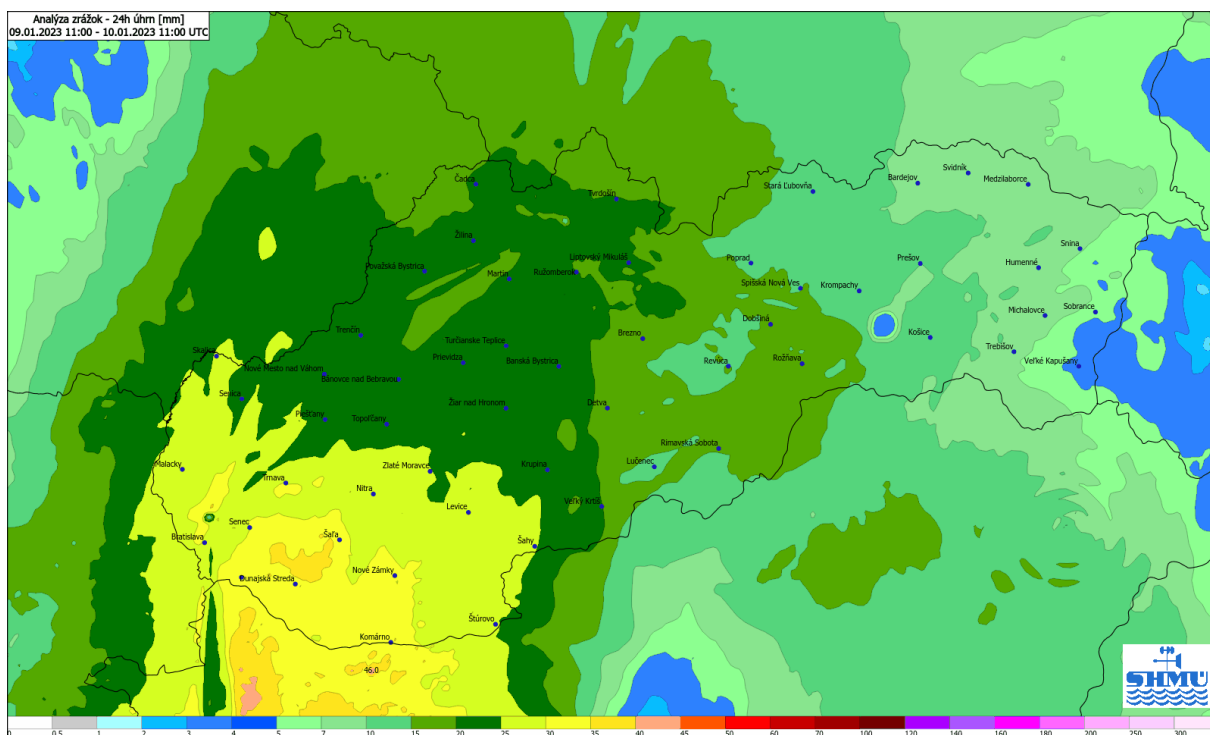 Analýza zrážok - 24h úhrn [mm]
09.01.2023 11:00 - 10.01.2023 11:00 UTC
Svidník
Čadca
Stará Ľubovňa
Bardejov
Medzilaborce
Tvrdošín
Žilina
Snina
Považská Bystrica
Martin
Ružomberok
Liptovský Mikuláš
Poprad
Prešov
Humenné
Spišská Nová Ves
Krompachy
Trenčín
Dobšiná
Michalovce
Sobrance
Turčianske Teplice
Brezno
Košice
Skalica
Prievidza
Banská Bystrica
Revúca
Rožňava
Trebišov
Veľké Kapušany
Nové Mesto nad Váhom
Bánovce nad Bebravou
Senica
Piešťany
Topoľčany
Žiar nad Hronom
Detva
Rimavská Sobota
Malacky
Trnava
Zlaté Moravce
Krupina
Lučenec
Nitra
Levice
Veľký Krtíš
Senec
Bratislava
Šaľa
Šahy
Dunajská Streda
Nové Zámky
Štúrovo
Komárno
46.0
SHMU
0 0.5 1 2 3 4 5 7 10 15 20 25 30 35 40 45 50 60 70 100 120 140 160 180 200 250 300